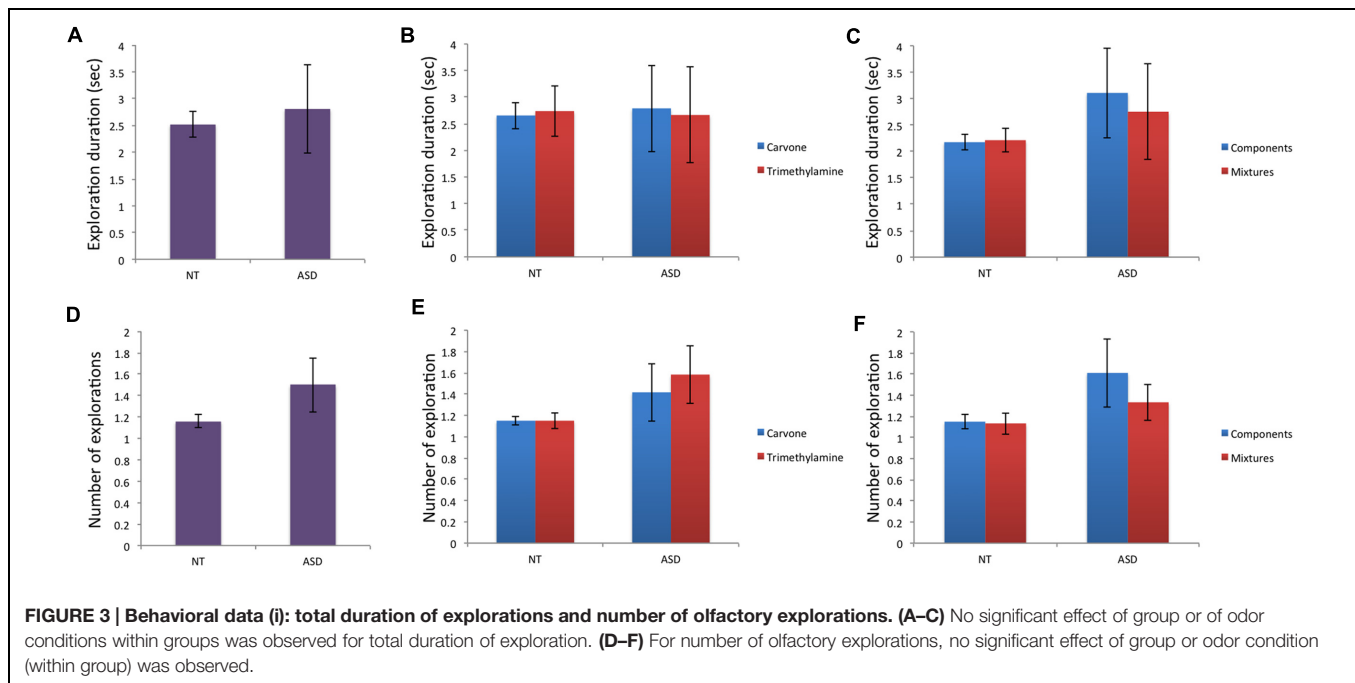 A
Exploration duration (sec)
4
3.5
3
2.5
2
1.5
1
0.5
0
NT
ASD
B
Exploration duration (sec)
4
3.5
3
2.5
2
1.5
1
0.5
0
NT
ASD
Carvone
Trimethylamine
C
Exploration duration (sec)
4
3.5
3
2.5
2
1.5
1
0.5
0
NT
ASD
Components
Mixtures
D
Number of explorations
2
1.8
1.6
1.4
1.2
1
0.8
0.6
0.4
0.2
0
NT
ASD
E
Number of exploration
2
1.8
1.6
1.4
1.2
1
0.8
0.6
0.4
0.2
0
NT
ASD
Carvone
Trimethylamine
F
Number of exploration
2
1.8
1.6
1.4
1.2
1
0.8
0.6
0.4
0.2
0
NT
ASD
Components
Mixtures
FIGURE 3 | Behavioral data (i): total duration of explorations and number of olfactory explorations. (A–C) No significant effect of group or of odor
conditions within groups was observed for total duration of exploration. (D–F) For number of olfactory explorations, no significant effect of group or odor condition
(within group) was observed.